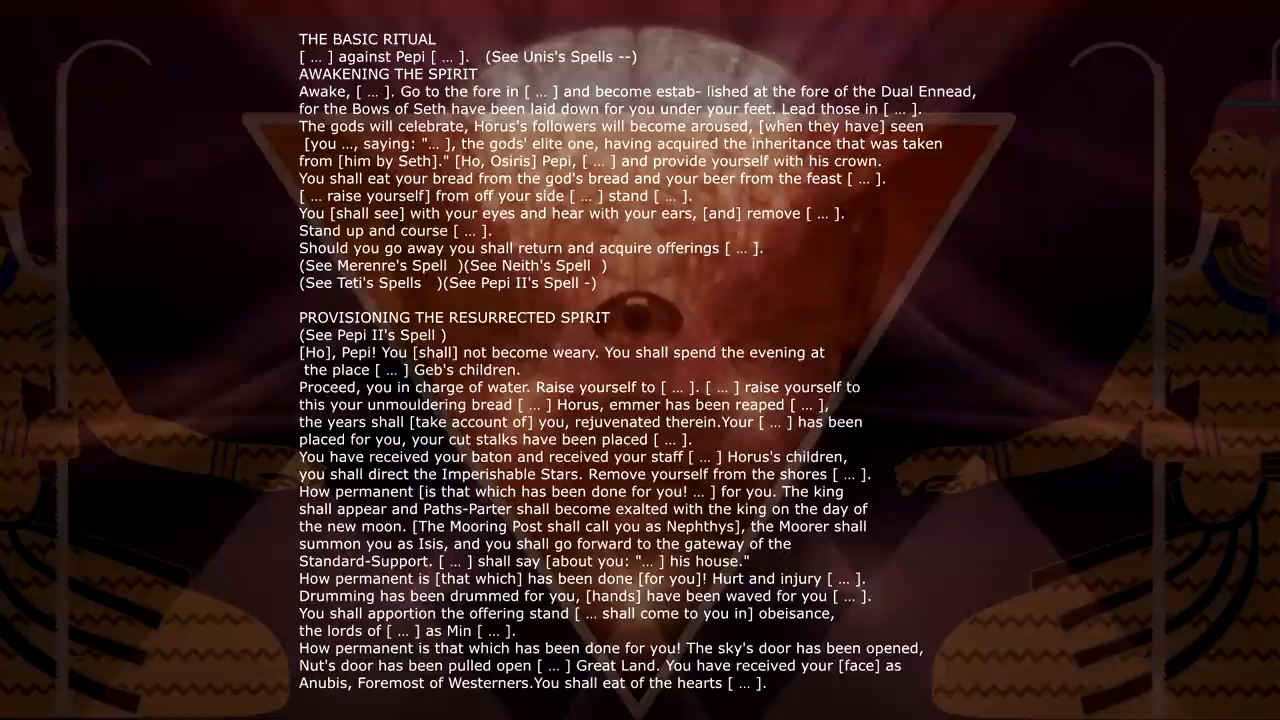 THE BASIC RITUAL
[ ... ] against Pepi [ ... ].   (See Unis's Spells --)
AWAKENING THE SPIRIT
Awake, [ ... ]. Go to the fore in [ ... ] and become estab- lished at the fore of the Dual Ennead,
for the Bows of Seth have been laid down for you under your feet. Lead those in [ ... ].
The gods will celebrate, Horus's followers will become aroused, [when they have] seen
[you ..., saying: "... ], the gods' elite one, having acquired the inheritance that was taken
from [him by Seth]." [Ho, Osiris] Pepi, [ ... ] and provide yourself with his crown.
You shall eat your bread from the god's bread and your beer from the feast [ ... ].
[ ... raise yourself] from off your side [ ... ] stand [ ... ].
You [shall see] with your eyes and hear with your ears, [and] remove [ ... ].
Stand up and course [ ... ].
Should you go away you shall return and acquire offerings [ ... ].
(See Merenre's Spell  )(See Neith's Spell  )
(See Teti's Spells   )(See Pepi II's Spell -)

PROVISIONING THE RESURRECTED SPIRIT
(See Pepi II's Spell )
[Ho], Pepi! You [shall] not become weary. You shall spend the evening at
the place [ ... ] Geb's children.
Proceed, you in charge of water. Raise yourself to [ ... ]. [ ... ] raise yourself to
this your unmouldering bread [ ... ] Horus, emmer has been reaped [ ... ],
the years shall [take account of] you, rejuvenated therein.Your [ ... ] has been
placed for you, your cut stalks have been placed [ ... ].
You have received your baton and received your staff [ ... ] Horus's children,
you shall direct the Imperishable Stars. Remove yourself from the shores [ ... ].
How permanent [is that which has been done for you! ... ] for you. The king
shall appear and Paths-Parter shall become exalted with the king on the day of
the new moon. [The Mooring Post shall call you as Nephthys], the Moorer shall
summon you as Isis, and you shall go forward to the gateway of the
Standard-Support. [ ... ] shall say [about you: "... ] his house."
How permanent is [that which] has been done [for you]! Hurt and injury [ ... ].
Drumming has been drummed for you, [hands] have been waved for you [ ... ].
You shall apportion the offering stand [ ... shall come to you in] obeisance,
the lords of [ ... ] as Min [ ... ].
How permanent is that which has been done for you! The sky's door has been opened,
Nut's door has been pulled open [ ... ] Great Land. You have received your [face] as
Anubis, Foremost of Westerners.You shall eat of the hearts [ ... ].